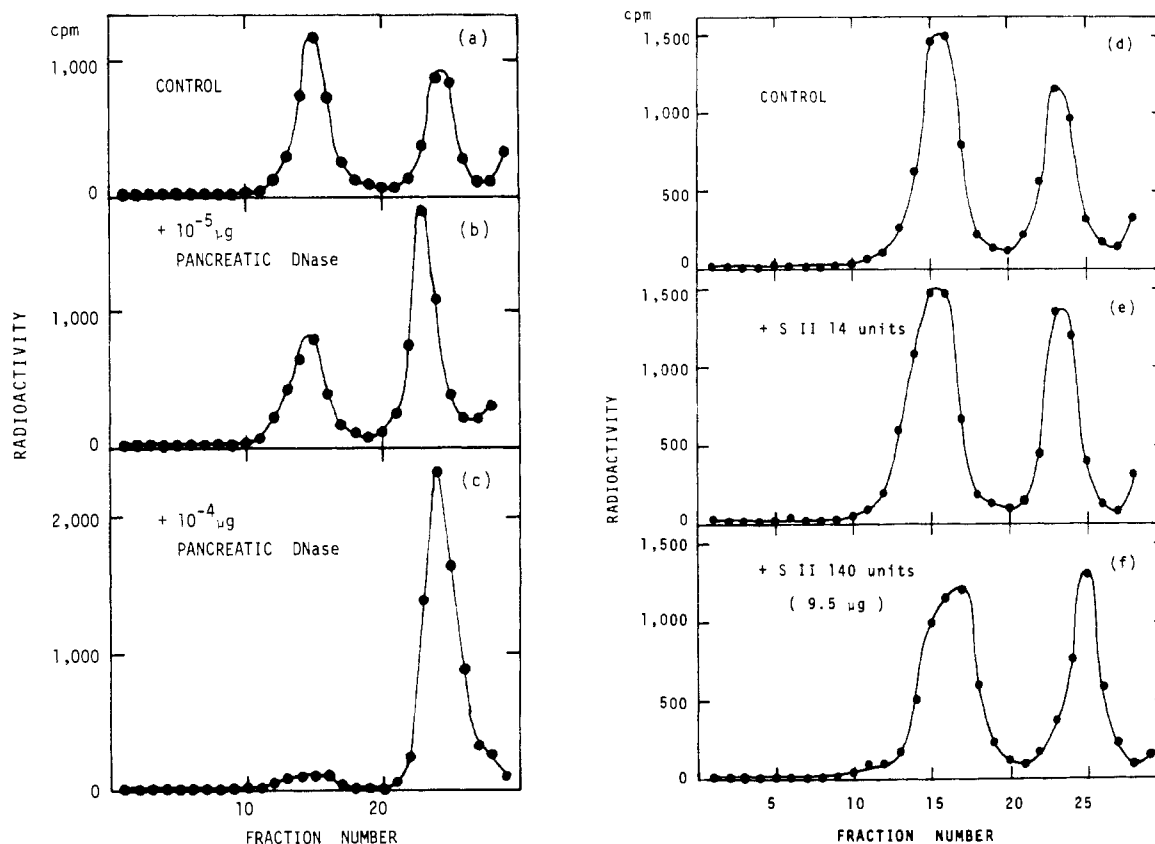 cpm
(a)
1,000
CONTROL
0
+ 10⁻⁵ μg
(b)
PANCREATIC DNase
1,000
0
+ 10⁻⁴ μg
(c)
PANCREATIC DNase
2,000
1,000
0
10
20
FRACTION NUMBER
RADIOACTIVITY
cpm
1,500
(d)
CONTROL
1,000
500
0
1,500
(e)
+ S II 14 units
1,000
500
0
1,500
+ S II 140 units
(f)
( 9.5 μg )
1,000
500
0
5
10
15
20
25
FRACTION NUMBER
RADIOACTIVITY